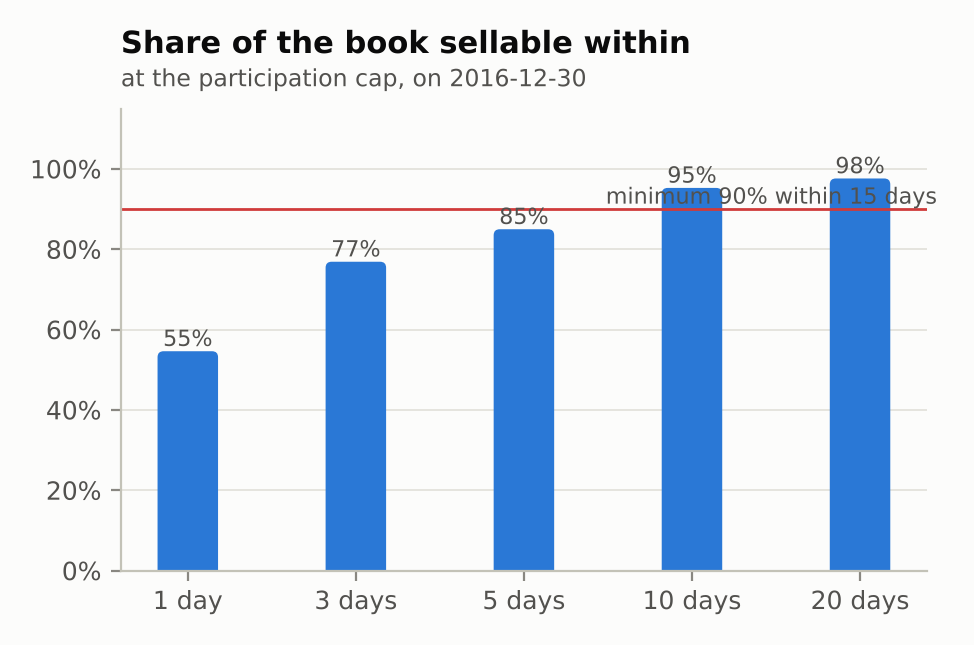 Share of the book sellable within
at the participation cap, on 2016-12-30
100%
80%
60%
40%
20%
0%
55%
77%
85%
95%
98%
minimum 90% within 15 days
1 day
3 days
5 days
10 days
20 days